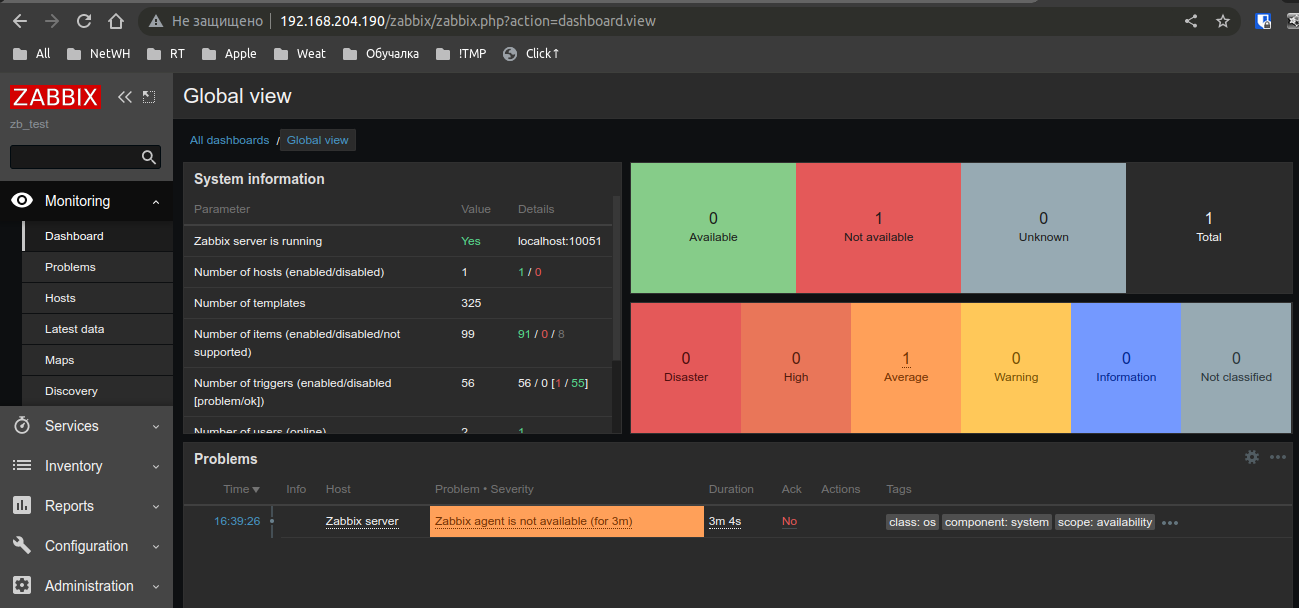 Не защищено | 192.168.204.190/zabbix/zabbix.php?action=dashboard.view
All NetWH RT Apple Weat Обучалка !TMP Click↑
ZABBIX
zb_test
Monitoring
Dashboard
Problems
Hosts
Latest data
Maps
Discovery
Services
Inventory
Reports
Configuration
Administration
Global view
All dashboards / Global view
System information
Parameter Value Details
Zabbix server is running Yes localhost:10051
Number of hosts (enabled/disabled) 1 1 / 0
Number of templates 325
Number of items (enabled/disabled/not
supported) 99 91 / 0 / 8
Number of triggers (enabled/disabled
[problem/ok]) 56 56 / 0 [1 / 55]
Number of users (online) 2 1
0 1 0 1
Available Not available Unknown Total
0 0 1 0 0 0
Disaster High Average Warning Information Not classified
Problems
Time Info Host Problem • Severity Duration Ack Actions Tags
16:39:26 Zabbix server Zabbix agent is not available (for 3m) 3m 4s No class: os component: system scope: availability